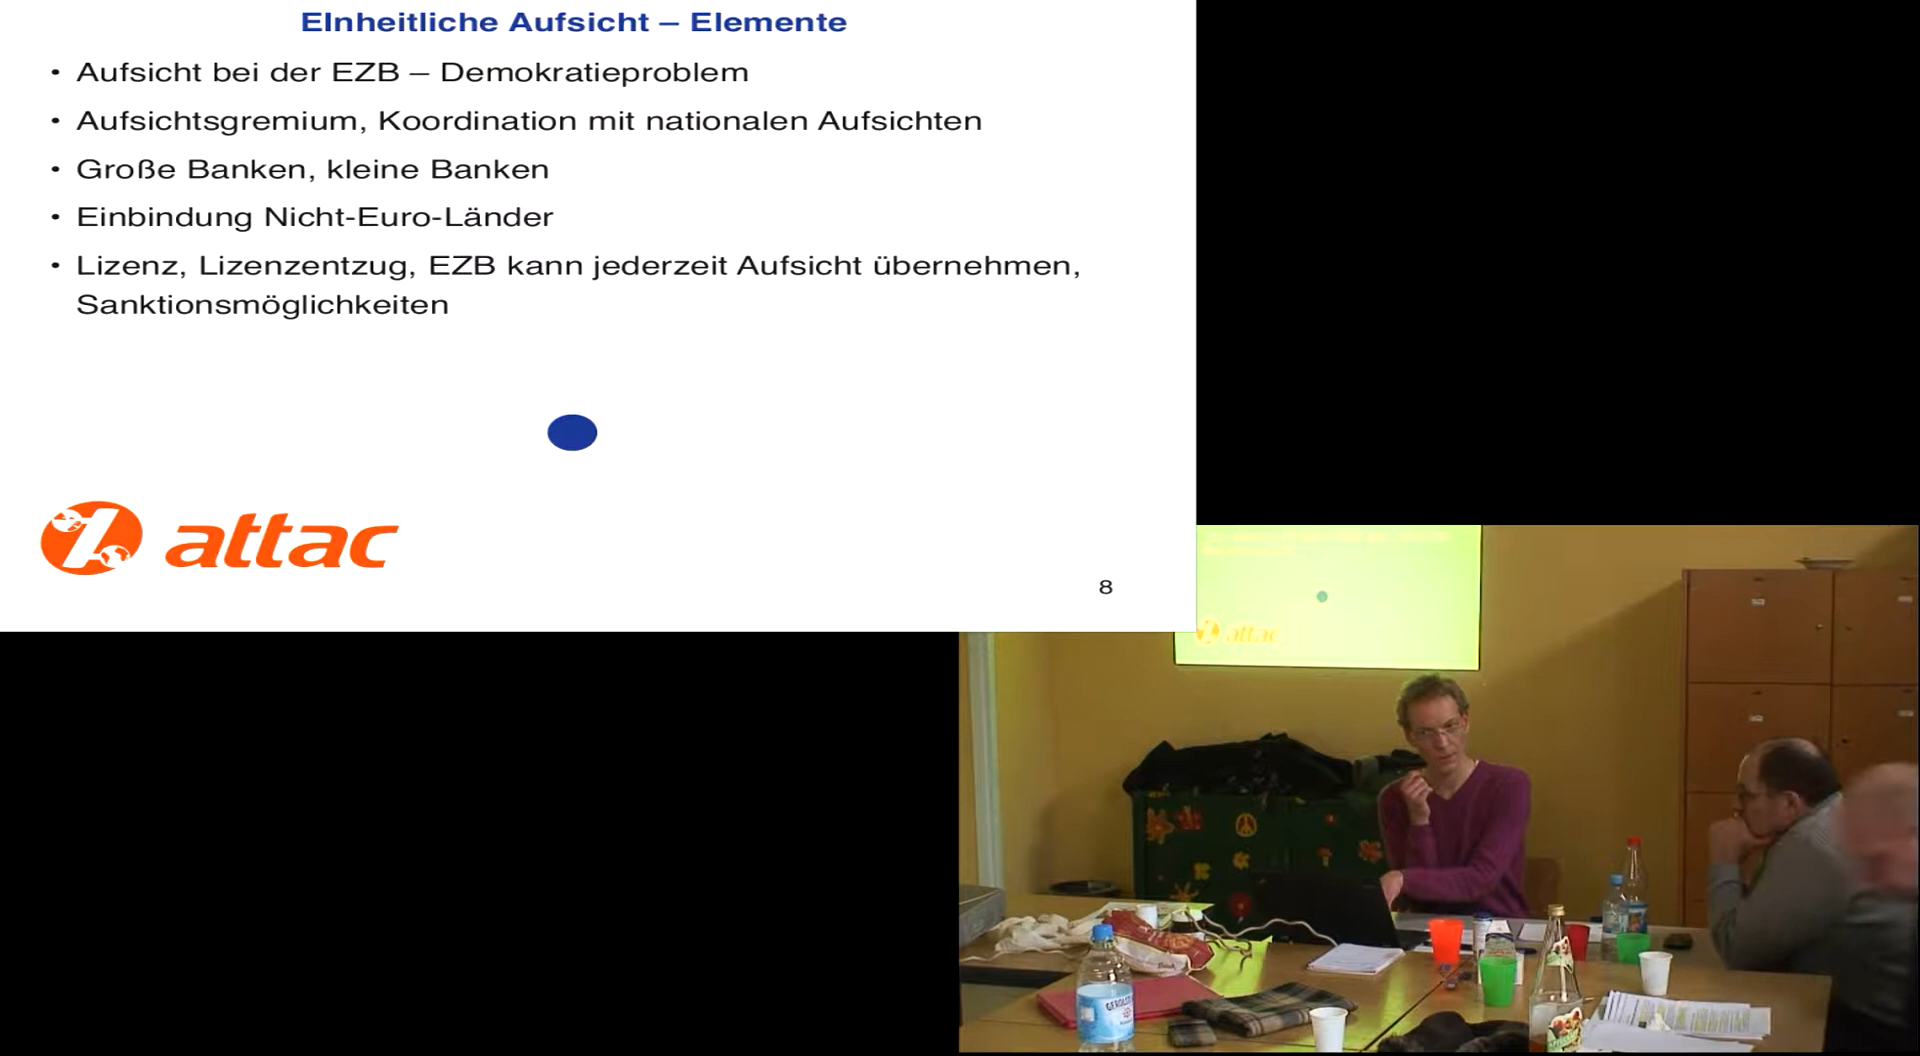 EInheitliche Aufsicht – Elemente
• Aufsicht bei der EZB – Demokratieproblem
• Aufsichtsgremium, Koordination mit nationalen Aufsichten
• Große Banken, kleine Banken
• Einbindung Nicht-Euro-Länder
• Lizenz, Lizenzentzug, EZB kann jederzeit Aufsicht übernehmen,
Sanktionsmöglichkeiten
attac
8
attac